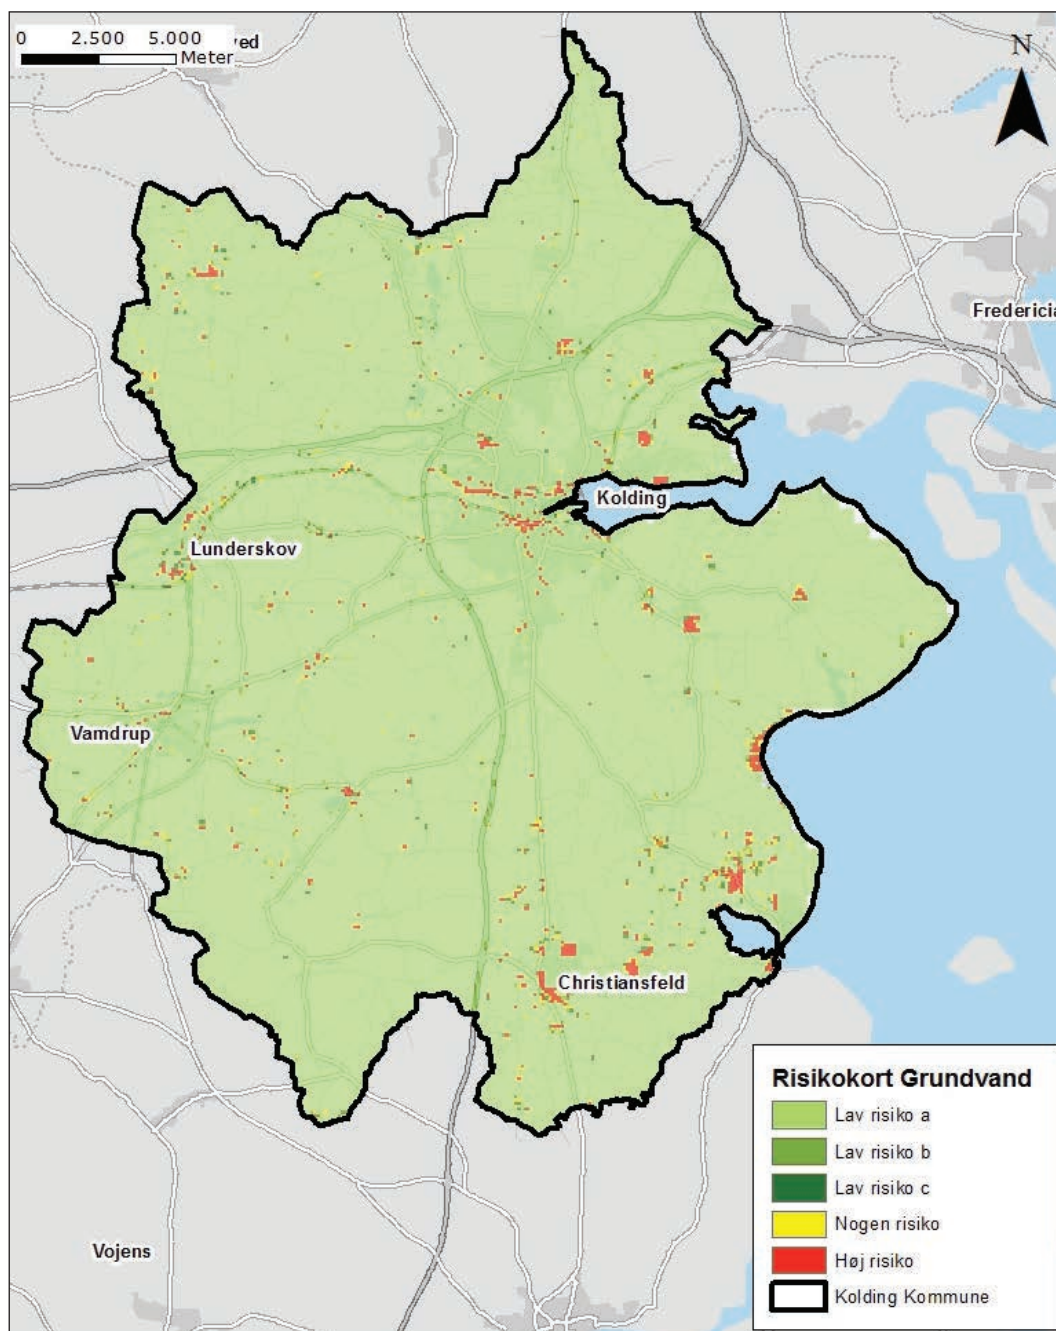 0 2.500 5.000
Meter
ved
N
Fredericia
Kolding
Lunderskov
Vamdrup
Christiansfeld
Vojens
Risikokort Grundvand
Lav risiko a
Lav risiko b
Lav risiko c
Nogen risiko
Høj risiko
Kolding Kommune